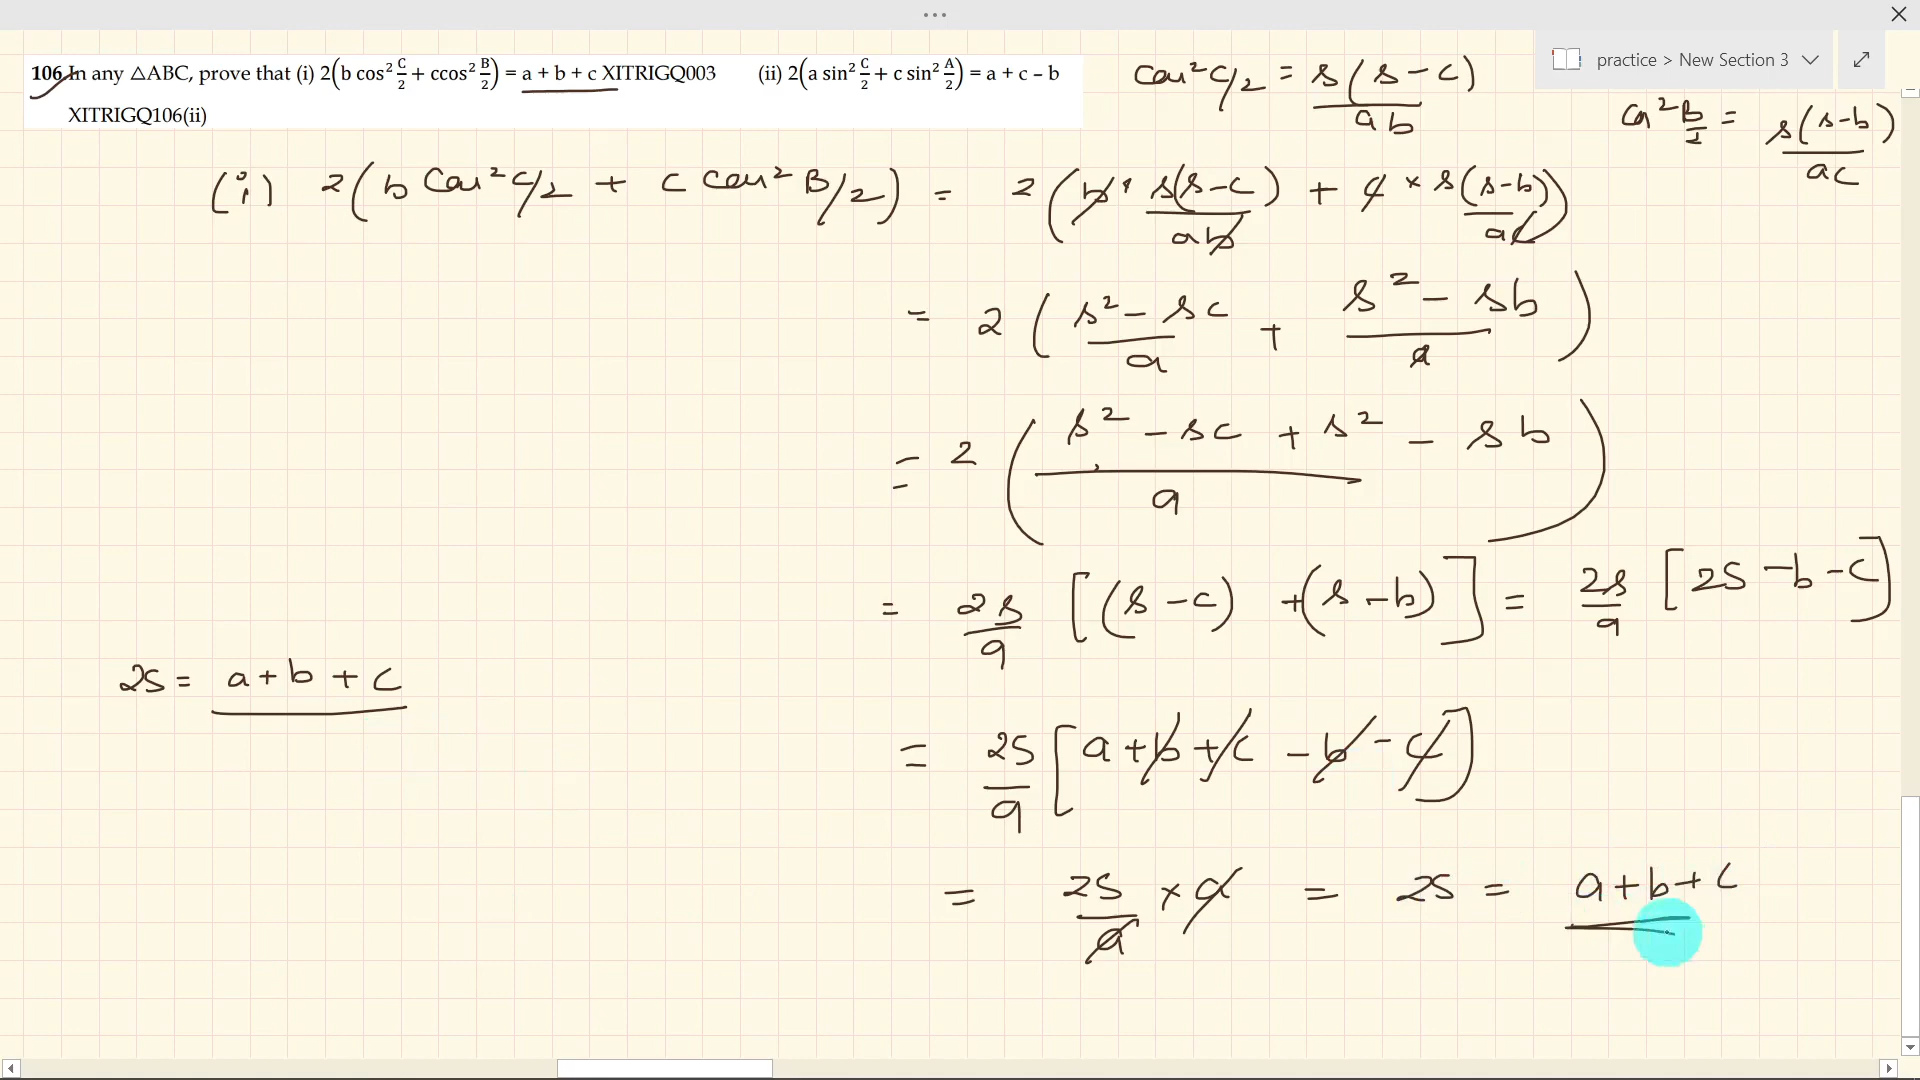 practice > New Section 3
106 In any △ABC, prove that (i) 2(b cos² C/2 + ccos² B/2) = a + b + c XITRIGQ003 (ii) 2(a sin² C/2 + c sin² A/2) = a + c – b
XITRIGQ106(ii)
cos² C/2 = s(s-c)/ab
cos² B/2 = s(s-b)/ac
(i) 2(b cos² C/2 + c cos² B/2) = 2(b × s(s-c)/ab + c × s(s-b)/ac)
= 2(s²-sc/a + s²-sb/a)
= 2(s²-sc+s²-sb/a)
= 2s/a [(s-c) +(s-b)] = 2s/a [2s-b-c]
2s = a+b+c
= 2s/a [a+b+c-b-c]
= 2s/a × a = 2s = a+b+c